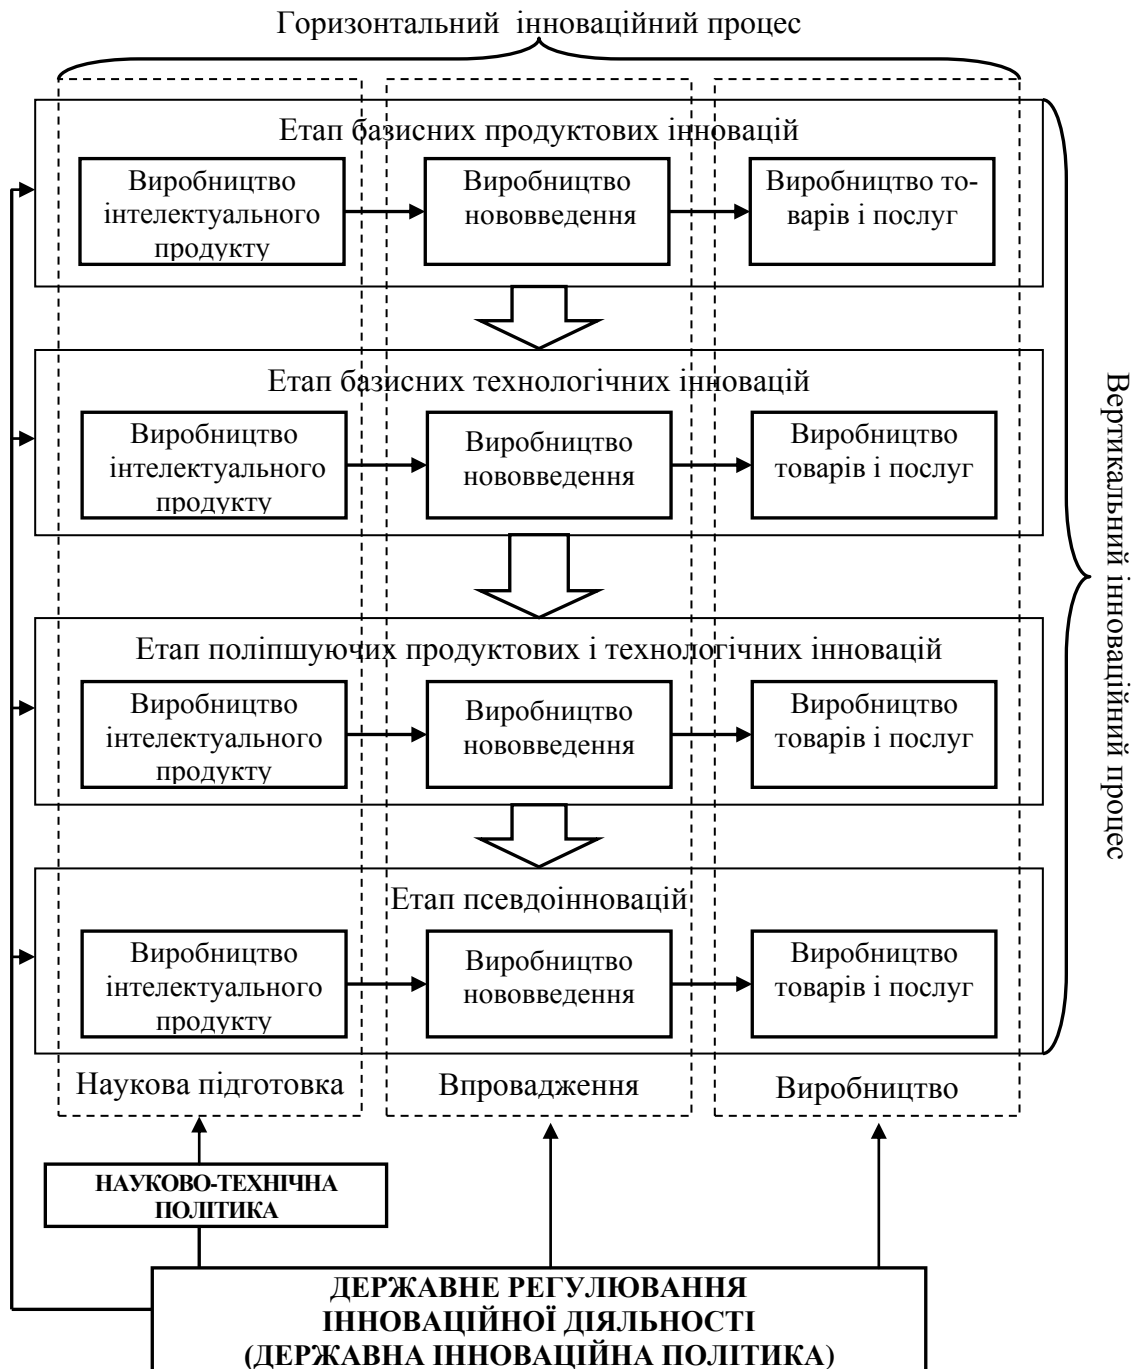 Горизонтальний інноваційний процес
Етап базисних продуктових інновацій
Виробництво
інтелектуального
продукту
Виробництво
нововведення
Виробництво то-
варів і послуг
Етап базисних технологічних інновацій
Виробництво
інтелектуального
продукту
Виробництво
нововведення
Виробництво
товарів і послуг
Етап поліпшуючих продуктових і технологічних інновацій
Виробництво
інтелектуального
продукту
Виробництво
нововведення
Виробництво
товарів і послуг
Етап псевдоінновацій
Виробництво
інтелектуального
продукту
Виробництво
нововведення
Виробництво
товарів і послуг
Вертикальний інноваційний процес
Наукова підготовка
Впровадження
Виробництво
НАУКОВО-ТЕХНІЧНА
ПОЛІТИКА
ДЕРЖАВНЕ РЕГУЛЮВАННЯ
ІННОВАЦІЙНОЇ ДІЯЛЬНОСТІ
(ДЕРЖАВНА ІННОВАЦІЙНА ПОЛІТИКА)